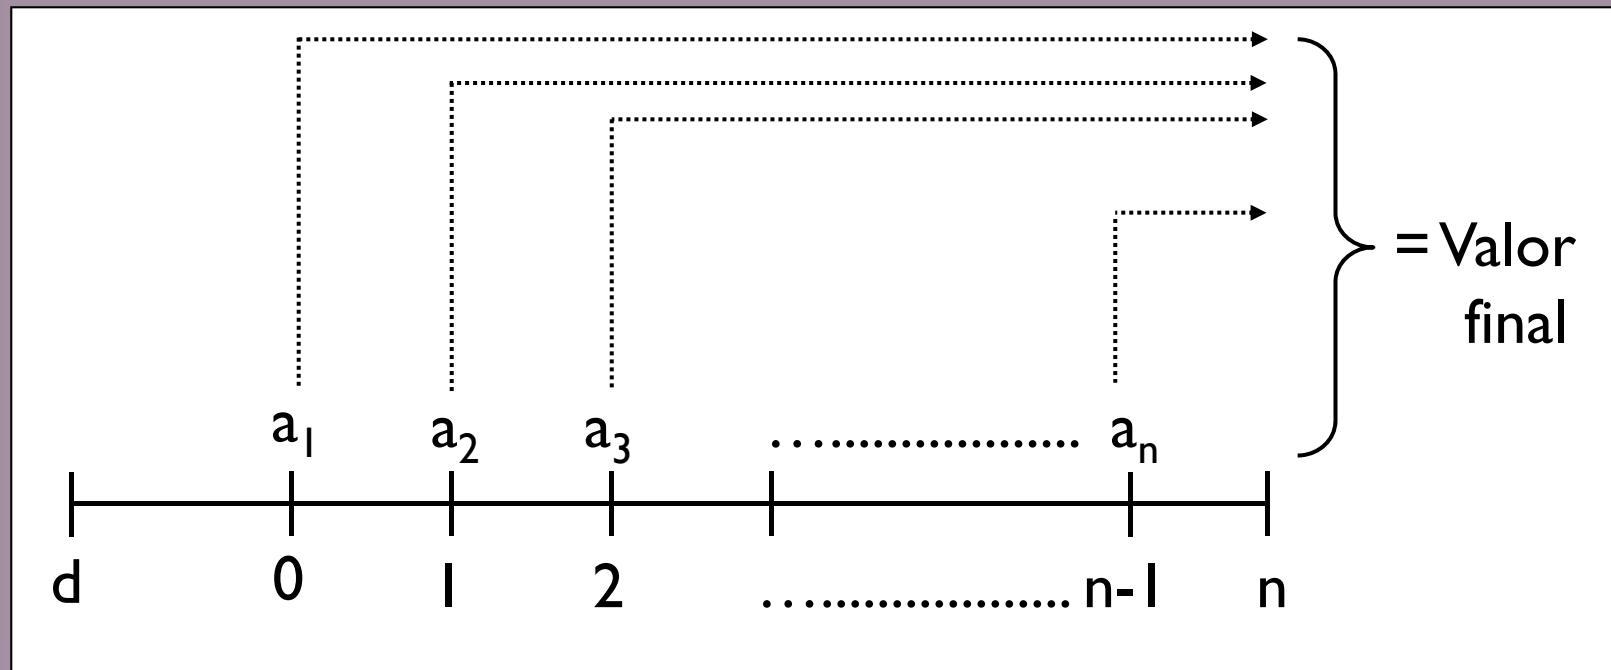 = Valor
final
a₁ a₂ a₃ ........................ an
d 0 1 2 ........................ n-1 n